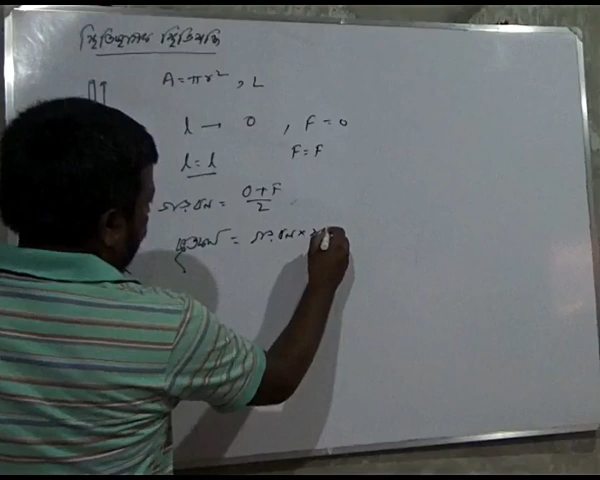 স্থিতিস্থাপক স্থিতিশক্তি
A = πr² , L
l → 0 , F = 0
l = l F = F
গড় বল = (0 + F)/2
কৃতকাজ = গড় বল ×